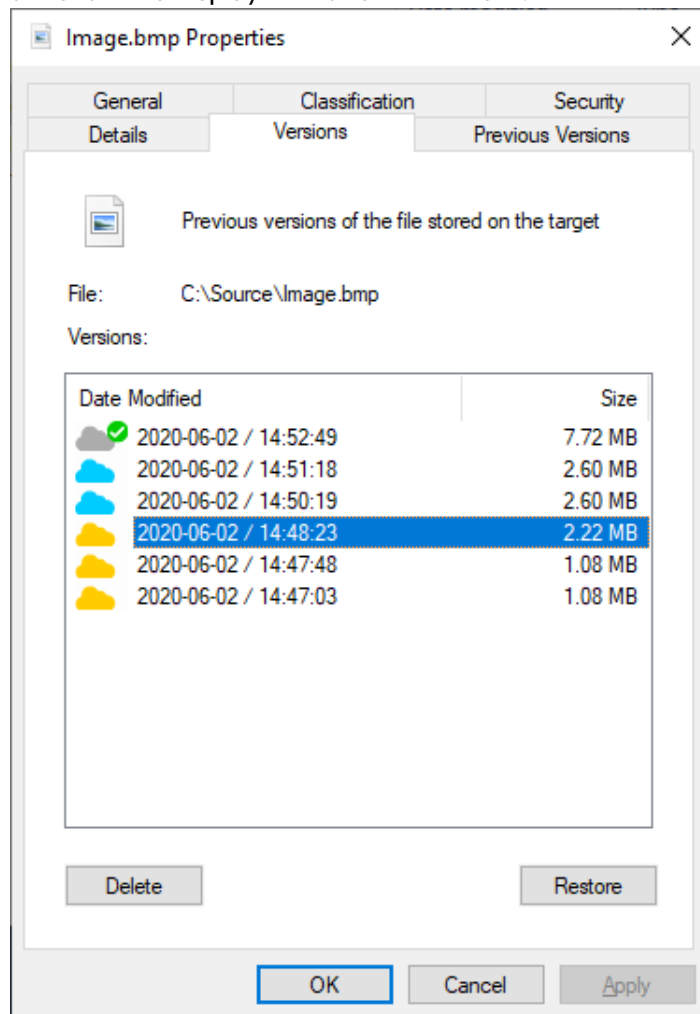 Image.bmp Properties
General Classification Security
Details Versions Previous Versions
Previous versions of the file stored on the target
File: C:\Source\Image.bmp
Versions:
Date Modified Size
2020-06-02 / 14:52:49 7.72 MB
2020-06-02 / 14:51:18 2.60 MB
2020-06-02 / 14:50:19 2.60 MB
2020-06-02 / 14:48:23 2.22 MB
2020-06-02 / 14:47:48 1.08 MB
2020-06-02 / 14:47:03 1.08 MB
Delete Restore
OK Cancel Apply